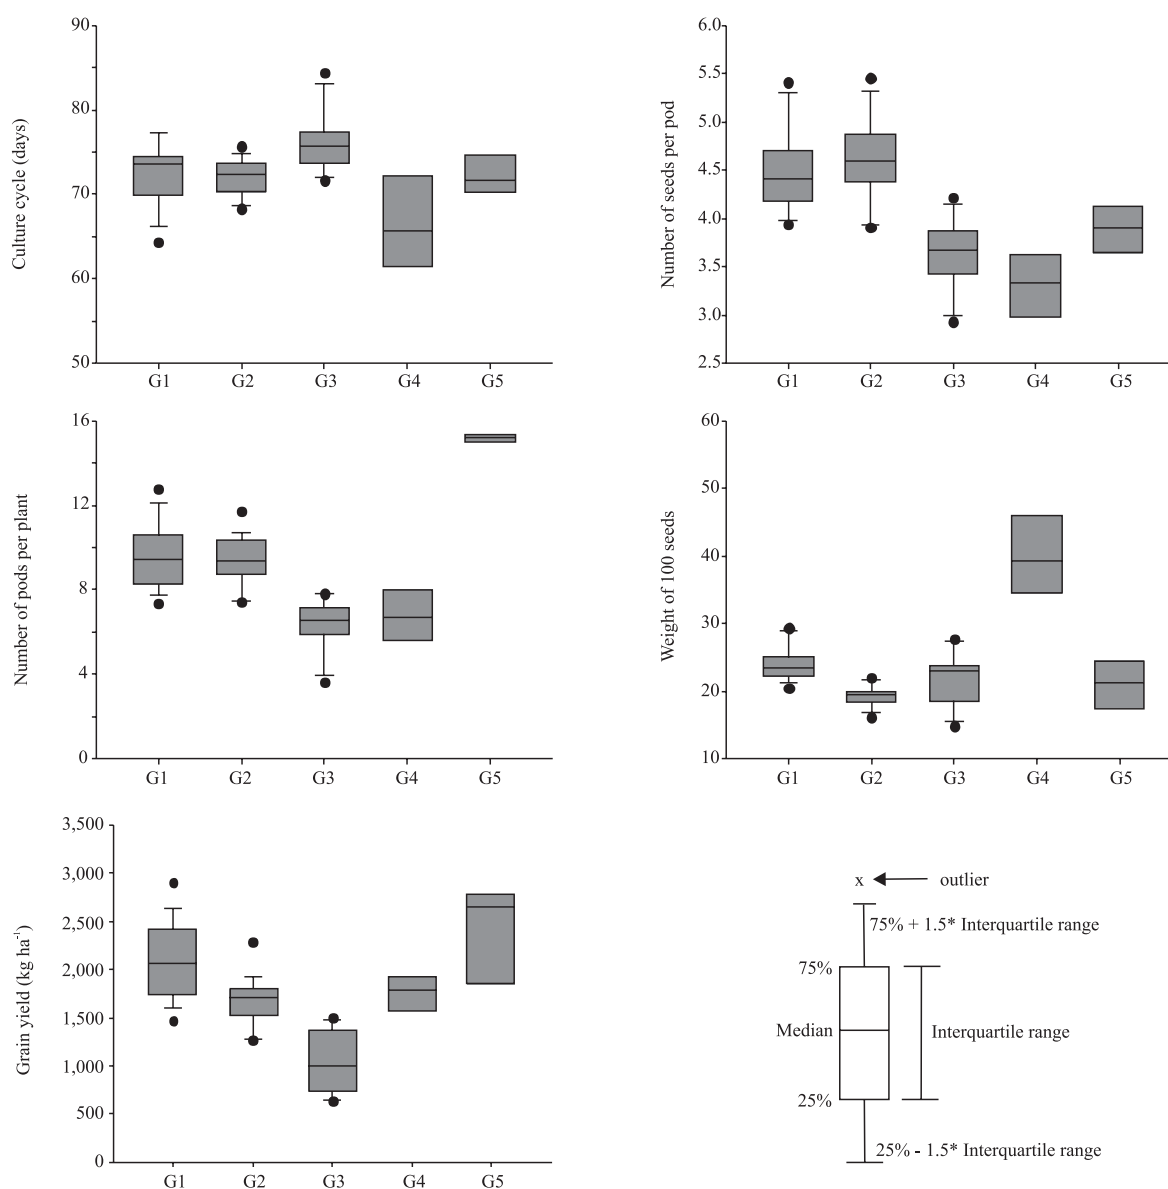 90
80
70
60
50
Culture cycle (days)
G1 G2 G3 G4 G5
6.0
5.5
5.0
4.5
4.0
3.5
3.0
2.5
Number of seeds per pod
G1 G2 G3 G4 G5
16
12
8
4
0
Number of pods per plant
G1 G2 G3 G4 G5
60
50
40
30
20
10
Weight of 100 seeds
G1 G2 G3 G4 G5
3,500
3,000
2,500
2,000
1,500
1,000
500
0
Grain yield (kg ha⁻¹)
G1 G2 G3 G4 G5
x outlier
75% + 1.5* Interquartile range
75%
Median Interquartile range
25%
25% - 1.5* Interquartile range